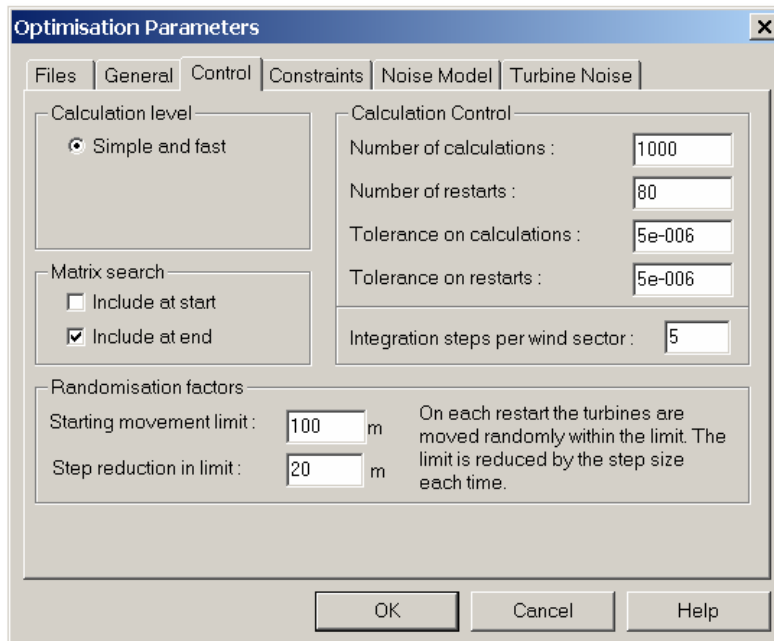 Optimisation Parameters
Files General Control Constraints Noise Model Turbine Noise
Calculation level
Simple and fast
Matrix search
Include at start
Include at end
Calculation Control
Number of calculations : 1000
Number of restarts : 80
Tolerance on calculations : 5e-006
Tolerance on restarts : 5e-006
Integration steps per wind sector : 5
Randomisation factors
Starting movement limit : 100 m
Step reduction in limit : 20 m
On each restart the turbines are
moved randomly within the limit. The
limit is reduced by the step size
each time.
OK Cancel Help